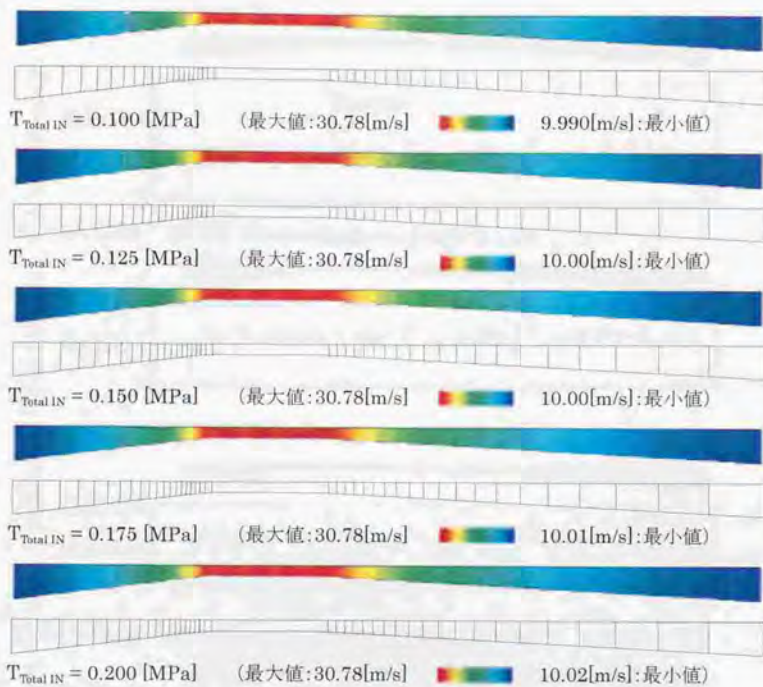 T_Total IN = 0.100 [MPa] (最大値:30.78[m/s] 9.990[m/s]:最小値)
T_Total IN = 0.125 [MPa] (最大値:30.78[m/s] 10.00[m/s]:最小値)
T_Total IN = 0.150 [MPa] (最大値:30.78[m/s] 10.00[m/s]:最小値)
T_Total IN = 0.175 [MPa] (最大値:30.78[m/s] 10.01[m/s]:最小値)
T_Total IN = 0.200 [MPa] (最大値:30.78[m/s] 10.02[m/s]:最小値)